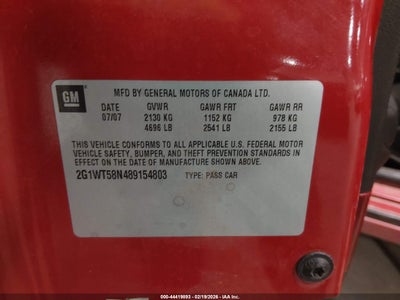 GM
MFD BY GENERAL MOTORS OF CANADA LTD.
DATE GVWR GAWR FRT GAWR RR
07/07 2130 KG 1152 KG 978 KG
4696 LB 2541 LB 2155 LB
THIS VEHICLE CONFORMS TO ALL APPLICABLE U.S. FEDERAL MOTOR
VEHICLE SAFETY, BUMPER, AND THEFT PREVENTION STANDARDS IN
EFFECT ON THE DATE OF MANUFACTURE SHOWN ABOVE.
2G1WT58N489154803 TYPE: PASS CAR
000-44419093 - 02/19/2026 - IAA, LLC